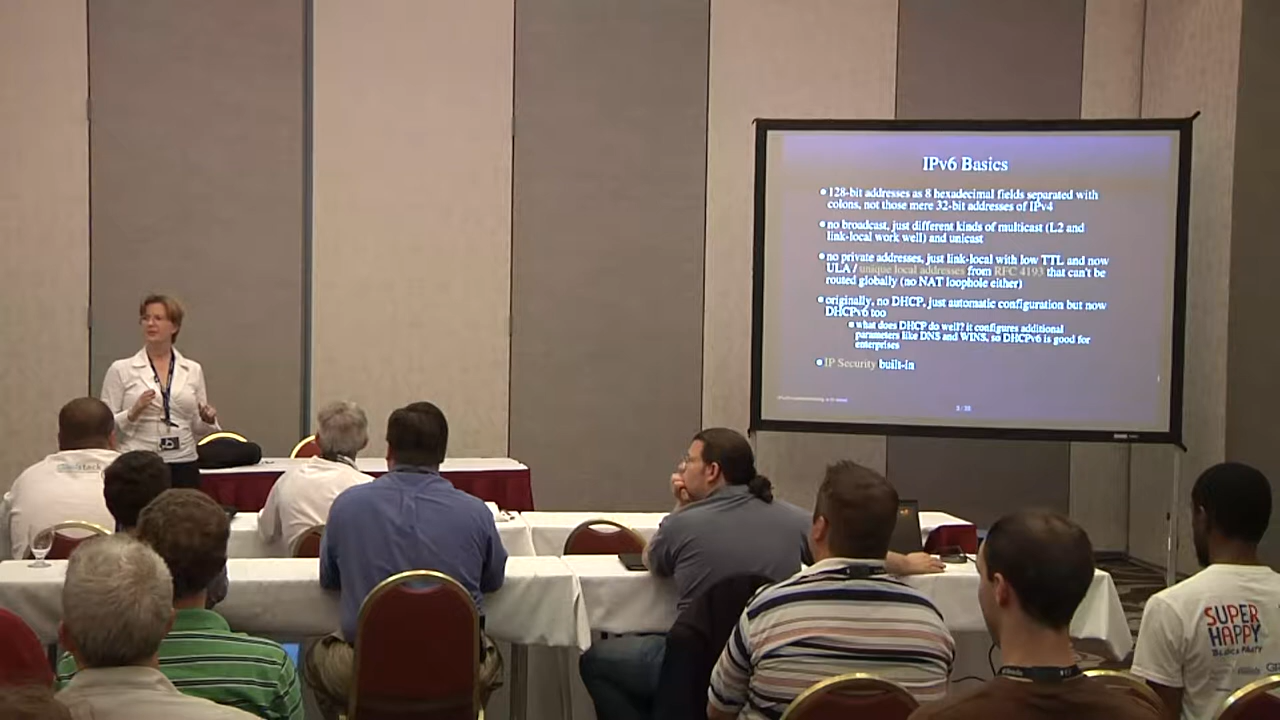 IPv6 Basics
128-bit addresses as 8 hexadecimal fields separated with
colons, not those mere 32-bit addresses of IPv4
no broadcast, just different kinds of multicast (L2 and
link-local work well) and unicast
no private addresses, just link-local with low TTL and now
ULA / unique local addresses from RFC 4193 that can't be
routed globally (no NAT loophole either)
originally, no DHCP, just automatic configuration but now
DHCPv6 too
what does DHCP do well? it configures additional
parameters like DNS and WINS, so DHCPv6 is good for
enterprises
IP Security built-in
SUPER
HAPPY
BLOCK PARTY